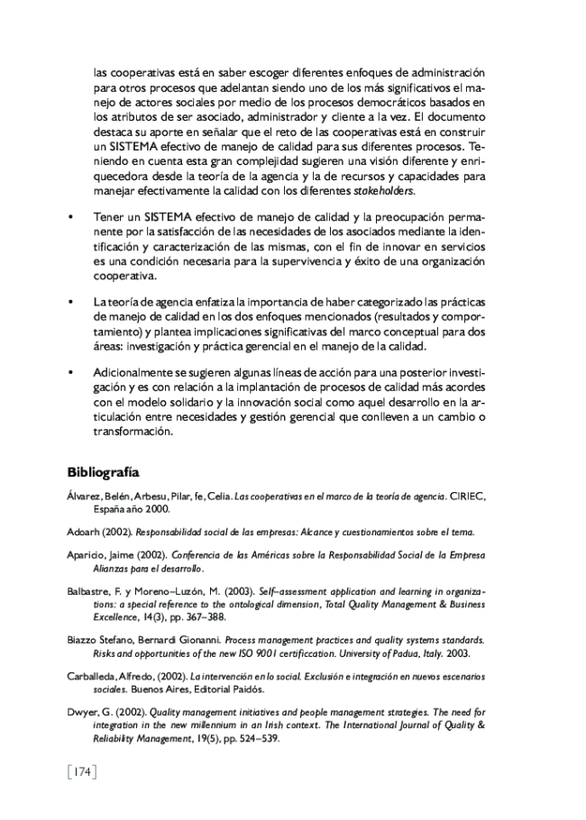 las cooperativas está en saber escoger diferentes enfoques de administración
para otros procesos que adelantan siendo uno de los más significativos el ma-
nejo de actores sociales por medio de los procesos democráticos basados en
los atributos de ser asociado, administrador y cliente a la vez. El documento
destaca su aporte en señalar que el reto de las cooperativas está en construir
un SISTEMA efectivo de manejo de calidad para sus diferentes procesos. Te-
niendo en cuenta esta gran complejidad sugieren una visión diferente y enri-
quecedora desde la teoría de la agencia y la de recursos y capacidades para
manejar efectivamente la calidad con los diferentes stakeholders.
• Tener un SISTEMA efectivo de manejo de calidad y la preocupación perma-
nente por la satisfacción de las necesidades de los asociados mediante la iden-
tificación y caracterización de las mismas, con el fin de innovar en servicios
es una condición necesaria para la supervivencia y éxito de una organización
cooperativa.
• La teoría de agencia enfatiza la importancia de haber categorizado las prácticas
de manejo de calidad en los dos enfoques mencionados (resultados y compor-
tamiento) y plantea implicaciones significativas del marco conceptual para dos
áreas: investigación y práctica gerencial en el manejo de la calidad.
• Adicionalmente se sugieren algunas líneas de acción para una posterior investi-
gación y es con relación a la implantación de procesos de calidad más acordes
con el modelo solidario y la innovación social como aquel desarrollo en la ar-
ticulación entre necesidades y gestión gerencial que conlleven a un cambio o
transformación.
Bibliografía
Álvarez, Belén, Arbesu, Pilar, fe, Celia. Las cooperativas en el marco de la teoría de agencia. CIRIEC,
España año 2000.
Adoarh (2002). Responsabilidad social de las empresas: Alcance y cuestionamientos sobre el tema.
Aparicio, Jaime (2002). Conferencia de las Américas sobre la Responsabilidad Social de la Empresa
Alianzas para el desarrollo.
Balbastre, F. y Moreno–Luzón, M. (2003). Self–assessment application and learning in organiza-
tions: a special reference to the ontological dimension, Total Quality Management & Business
Excellence, 14(3), pp. 367–388.
Biazzo Stefano, Bernardi Gionanni. Process management practices and quality systems standards.
Risks and opportunities of the new ISO 9001 certificcation. University of Padua, Italy. 2003.
Carballeda, Alfredo, (2002). La intervención en lo social. Exclusión e integración en nuevos escenarios
sociales. Buenos Aires, Editorial Paidós.
Dwyer, G. (2002). Quality management initiatives and people management strategies. The need for
integration in the new millennium in an Irish context. The International Journal of Quality &
Reliability Management, 19(5), pp. 524–539.
[174]